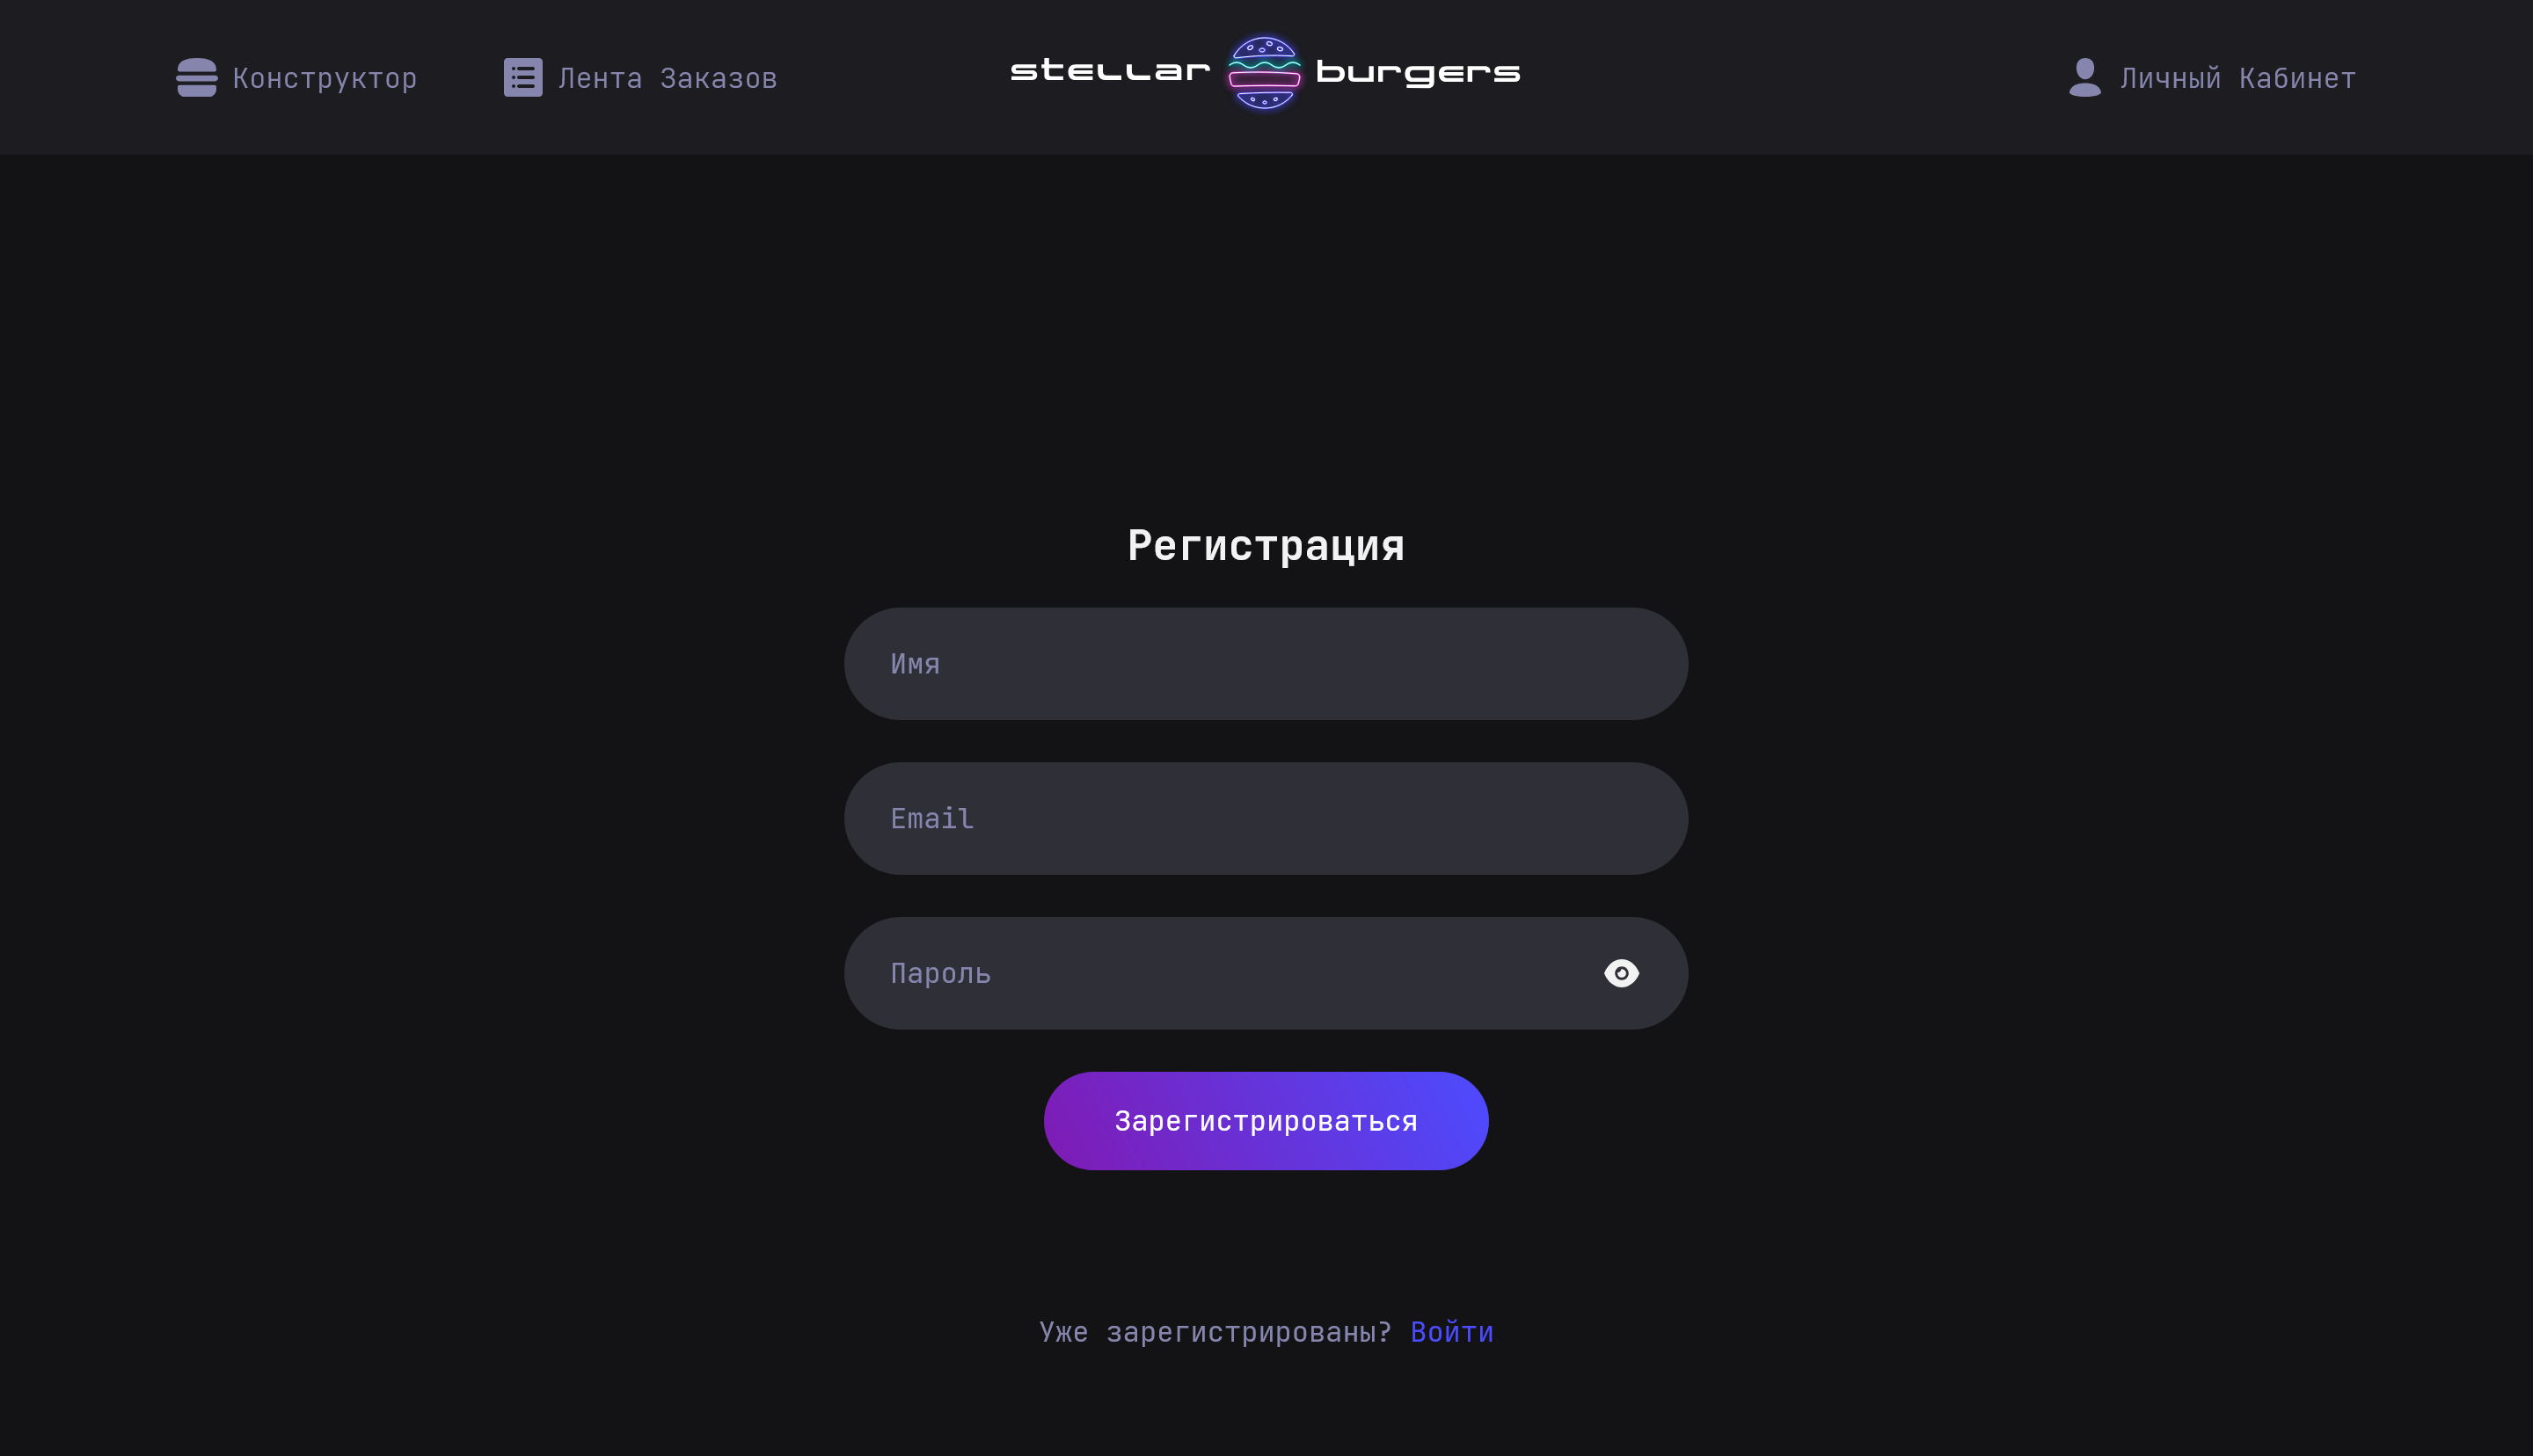 Конструктор
Лента Заказов
stellar burgers
Личный Кабинет
Регистрация
Имя
Email
Пароль
Зарегистрироваться
Уже зарегистрированы? Войти